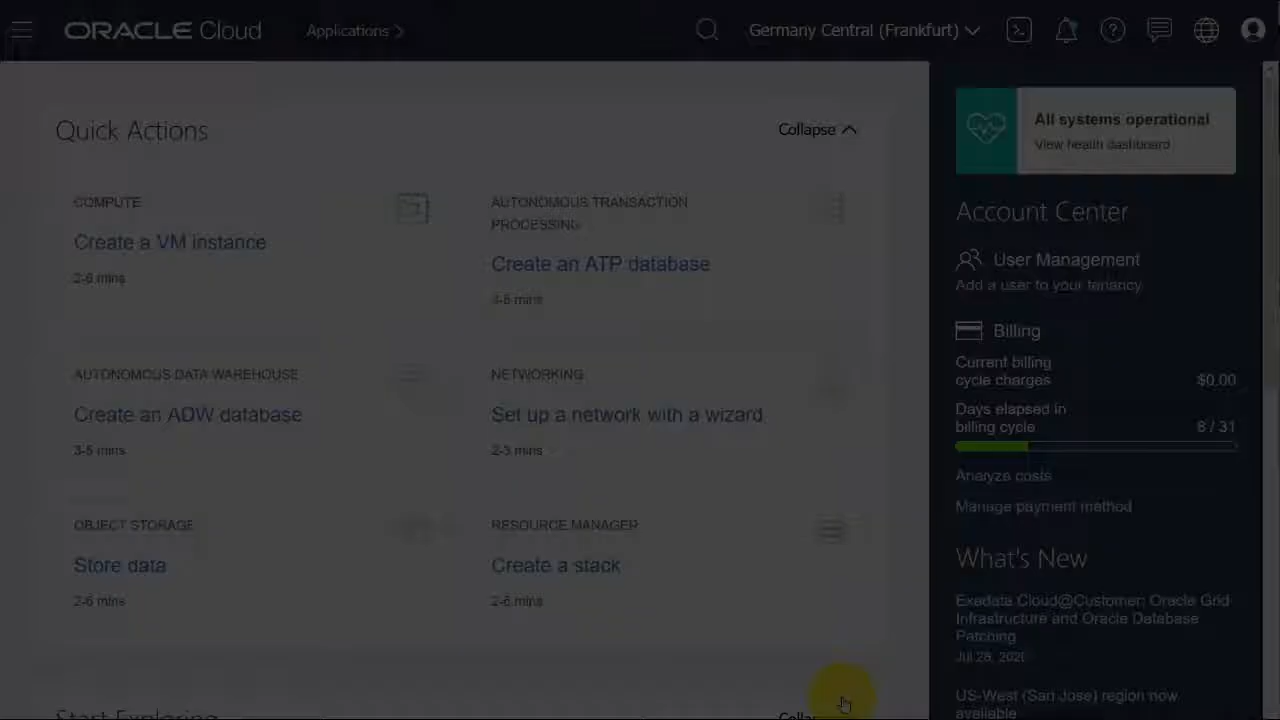 ORACLE Cloud
Applications
Germany Central (Frankfurt)
Quick Actions
Collapse
COMPUTE
Create a VM instance
2-6 mins
AUTONOMOUS TRANSACTION
PROCESSING
Create an ATP database
3-5 mins
AUTONOMOUS DATA WAREHOUSE
Create an ADW database
3-5 mins
NETWORKING
Set up a network with a wizard
2-3 mins
OBJECT STORAGE
Store data
2-6 mins
RESOURCE MANAGER
Create a stack
2-6 mins
Start Exploring
All systems operational
View health dashboard
Account Center
User Management
Add a user to your tenancy
Billing
Current billing
cycle charges
$0.00
Days elapsed in
billing cycle
8 / 31
Analyze costs
Manage payment method
What's New
Exadata Cloud@Customer: Oracle Grid
Infrastructure and Oracle Database
Patching
Jul 28, 2020
US-West (San Jose) region now
available